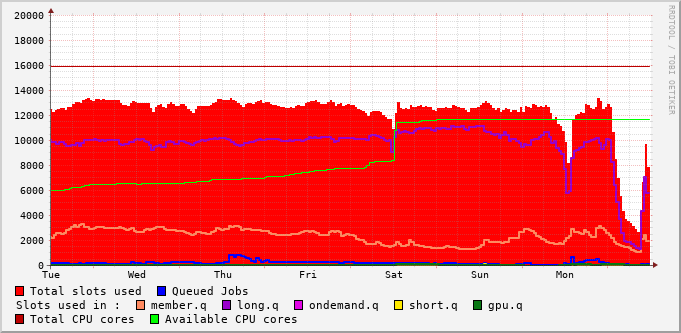 RRDTOOL / TOBI OETIKER
20000
18000
16000
14000
12000
10000
8000
6000
4000
2000
0
Tue Wed Thu Fri Sat Sun Mon
Total slots used Queued Jobs
Slots used in : member.q long.q ondemand.q short.q gpu.q
Total CPU cores Available CPU cores